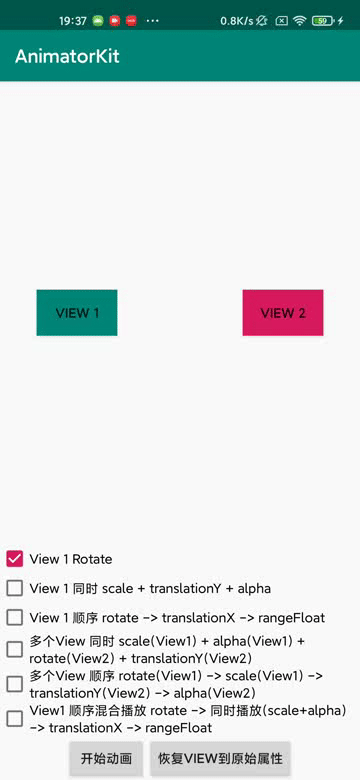 19:37 ··· 0.8K/s 59
AnimatorKit
VIEW 1 VIEW 2
View 1 Rotate
View 1 同时 scale + translationY + alpha
View 1 顺序 rotate -> translationX -> rangeFloat
多个View 同时 scale(View1) + alpha(View1) +
rotate(View2) + translationY(View2)
多个View 顺序 rotate(View1) -> scale(View1) ->
translationY(View2) -> alpha(View2)
View1 顺序混合播放 rotate -> 同时播放(scale+alpha)
-> translationX -> rangeFloat
开始动画 恢复VIEW到原始属性